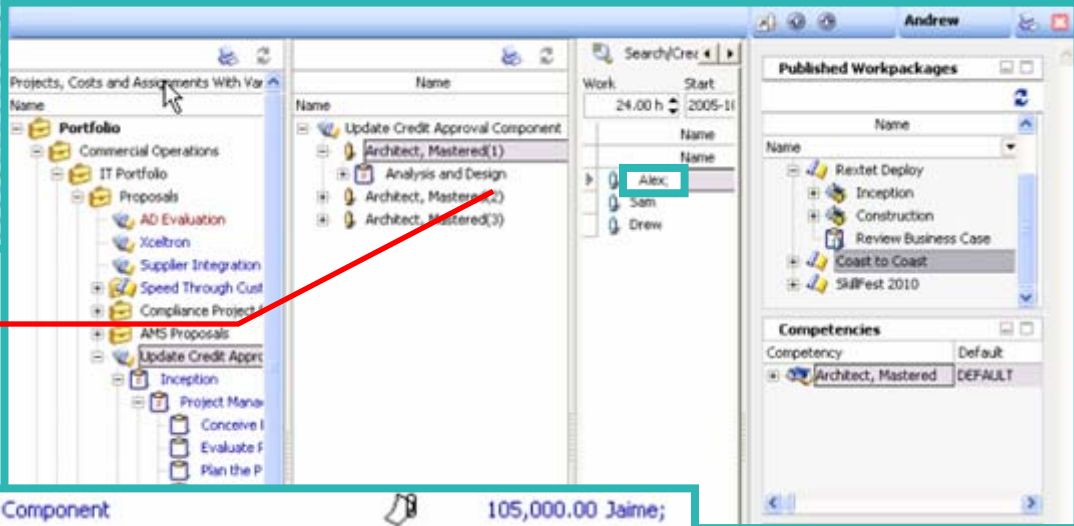 Andrew
Projects, Costs and Assignments With Var
Name
Portfolio
Commercial Operations
IT Portfolio
Proposals
AD Evaluation
Xceltron
Supplier Integration
Speed Through Cust
Compliance Project
AMS Proposals
Update Credit Appro
Inception
Project Mana
Conceive
Evaluate
Plan the P
Name
Name
Update Credit Approval Component
Architect, Mastered(1)
Analysis and Design
Architect, Mastered(2)
Architect, Mastered(3)
Search/Crea
Work Start
24.00 h 2005-10
Name
Name
Alex;
Sam
Drew
Published Workpackages
Name
Name
Rextet Deploy
Inception
Construction
Review Business Case
Coast to Coast
SkillFest 2010
Competencies
Competency Default
Architect, Mastered DEFAULT
Component 105,000.00 Jaime;